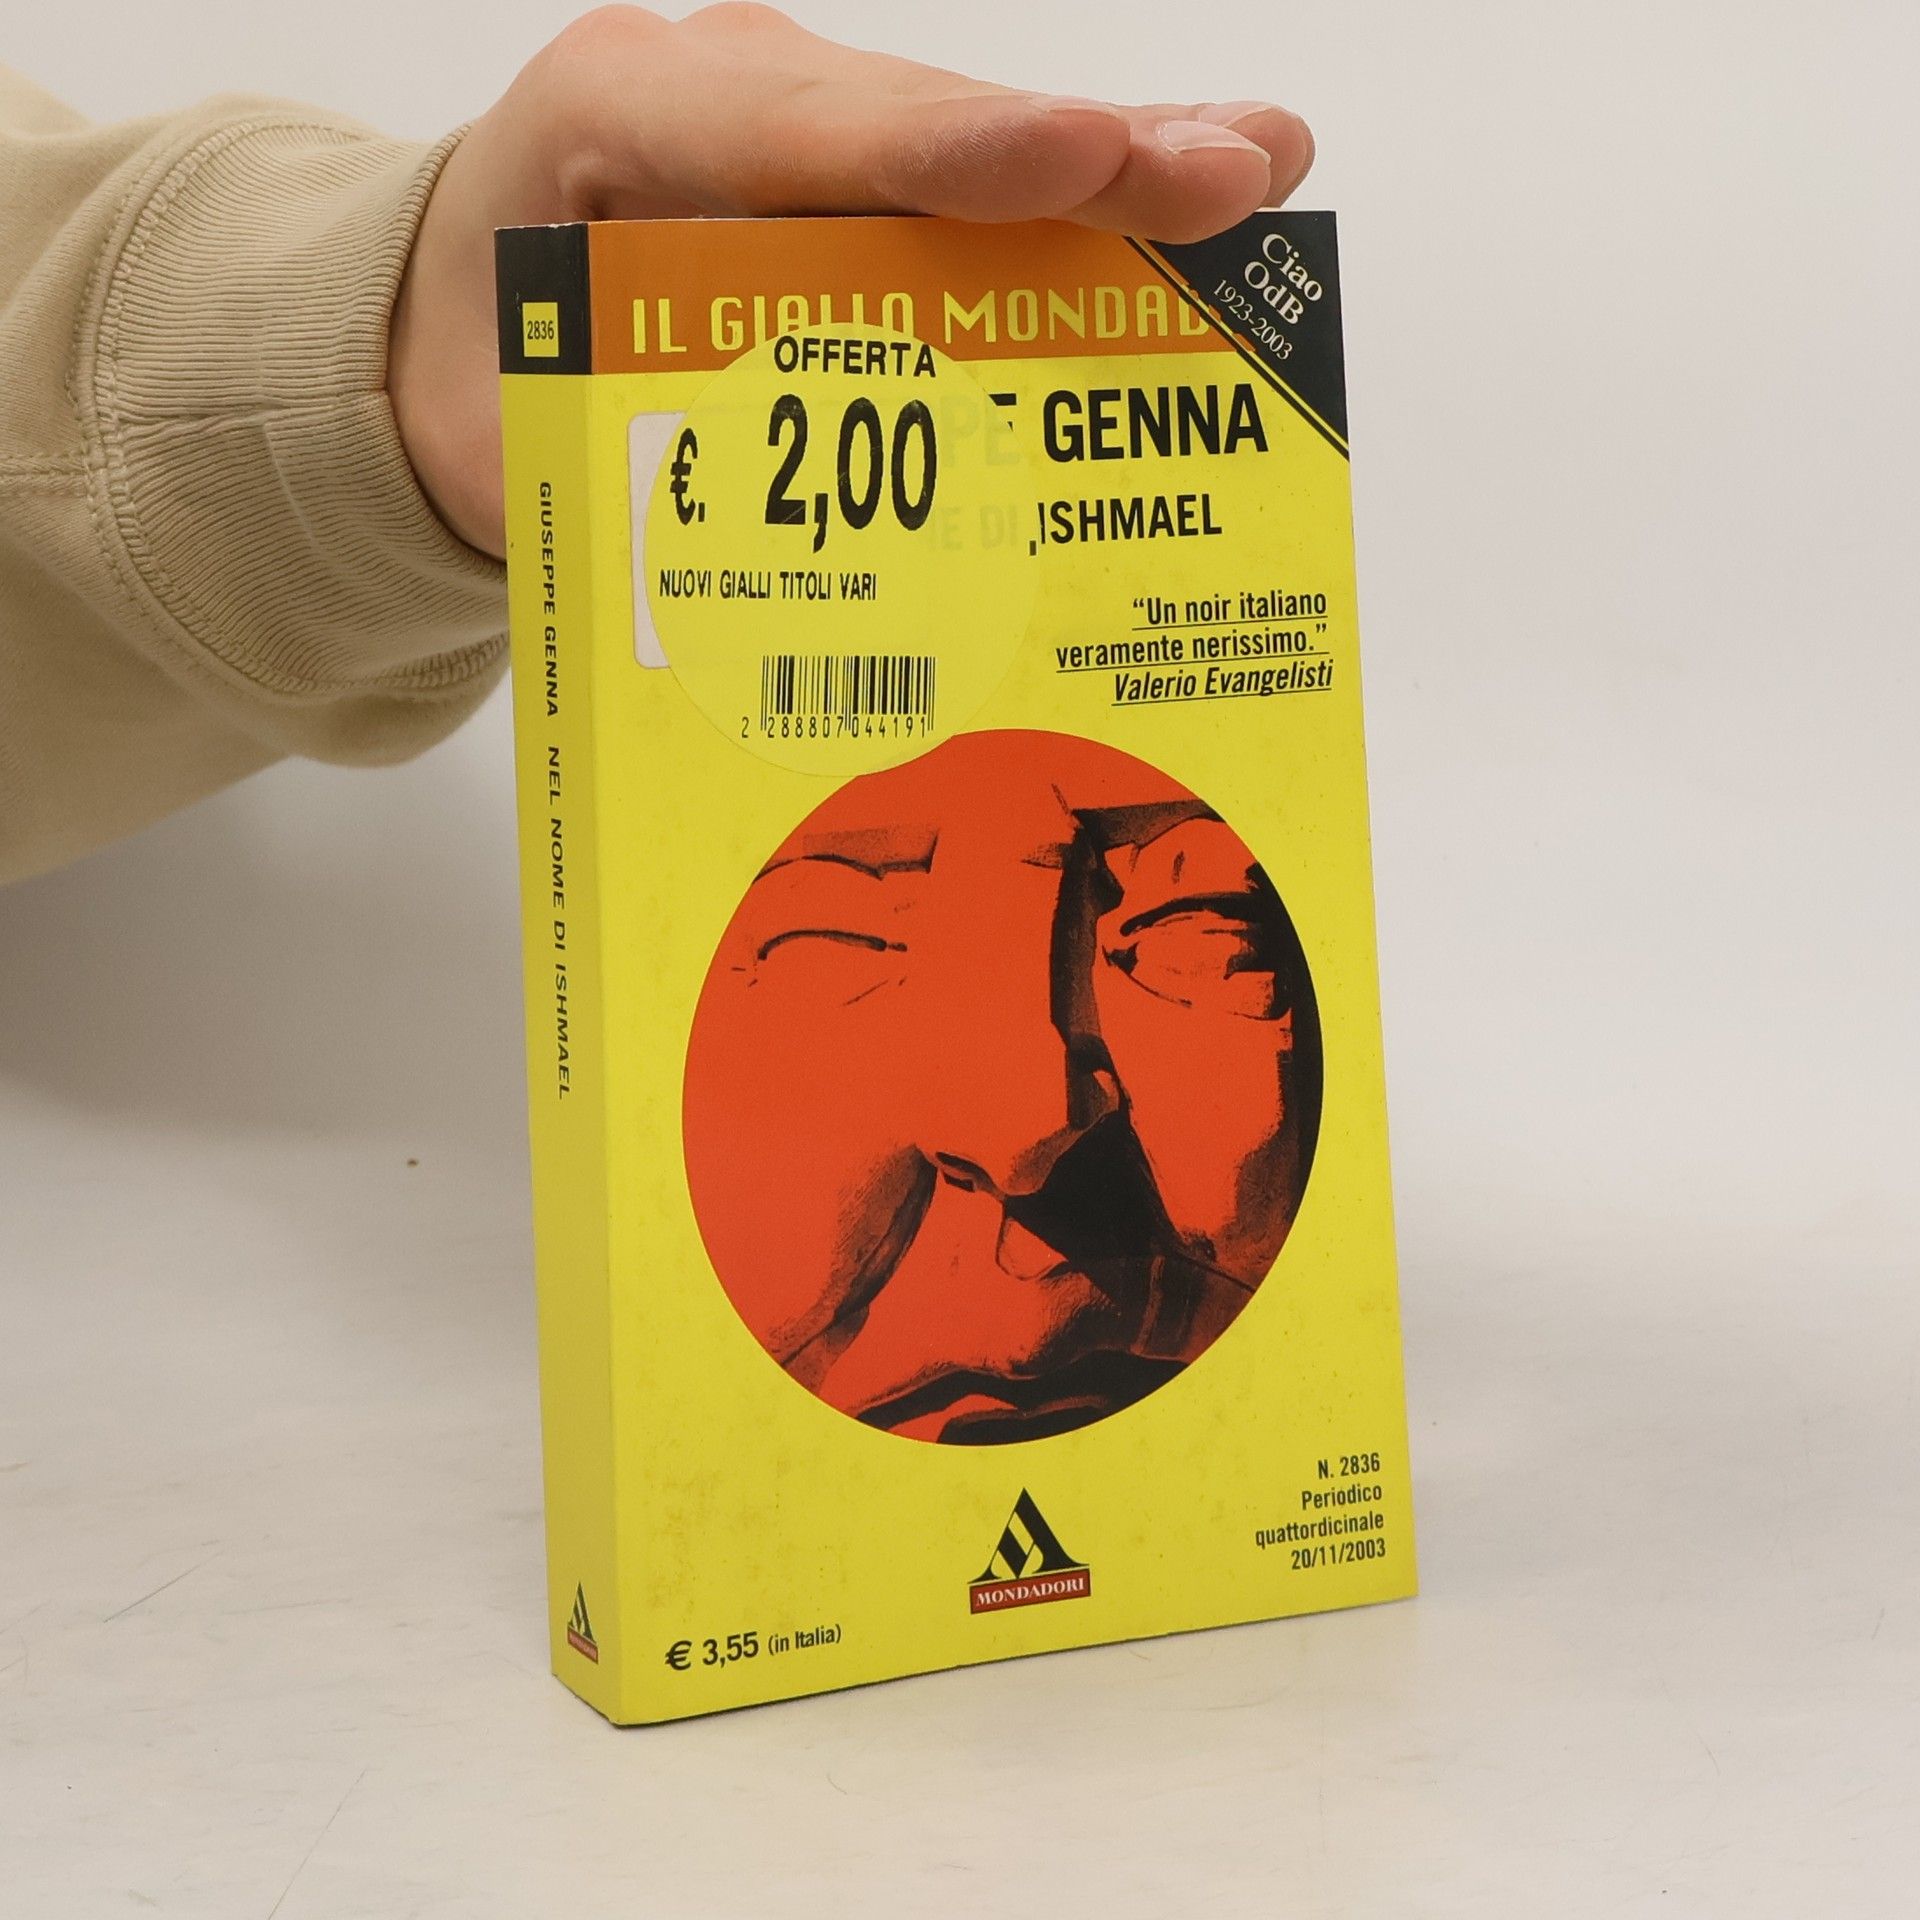 2836
GIUSEPPE GENNA NEL NOME DI ISHMAEL
MONDADORI
IL GIALLO MONDAD
Ciao
OdB
1923-2003
OFFERTA
€. 2,00
NUOVI GIALLI TITOLI VARI
2 288807 044191
PE GENNA
E DI ISHMAEL
“Un noir italiano
veramente nerissimo.”
Valerio Evangelisti
N. 2836
Periodico
quattordicinale
20/11/2003
MONDADORI
€ 3,55 (in Italia)